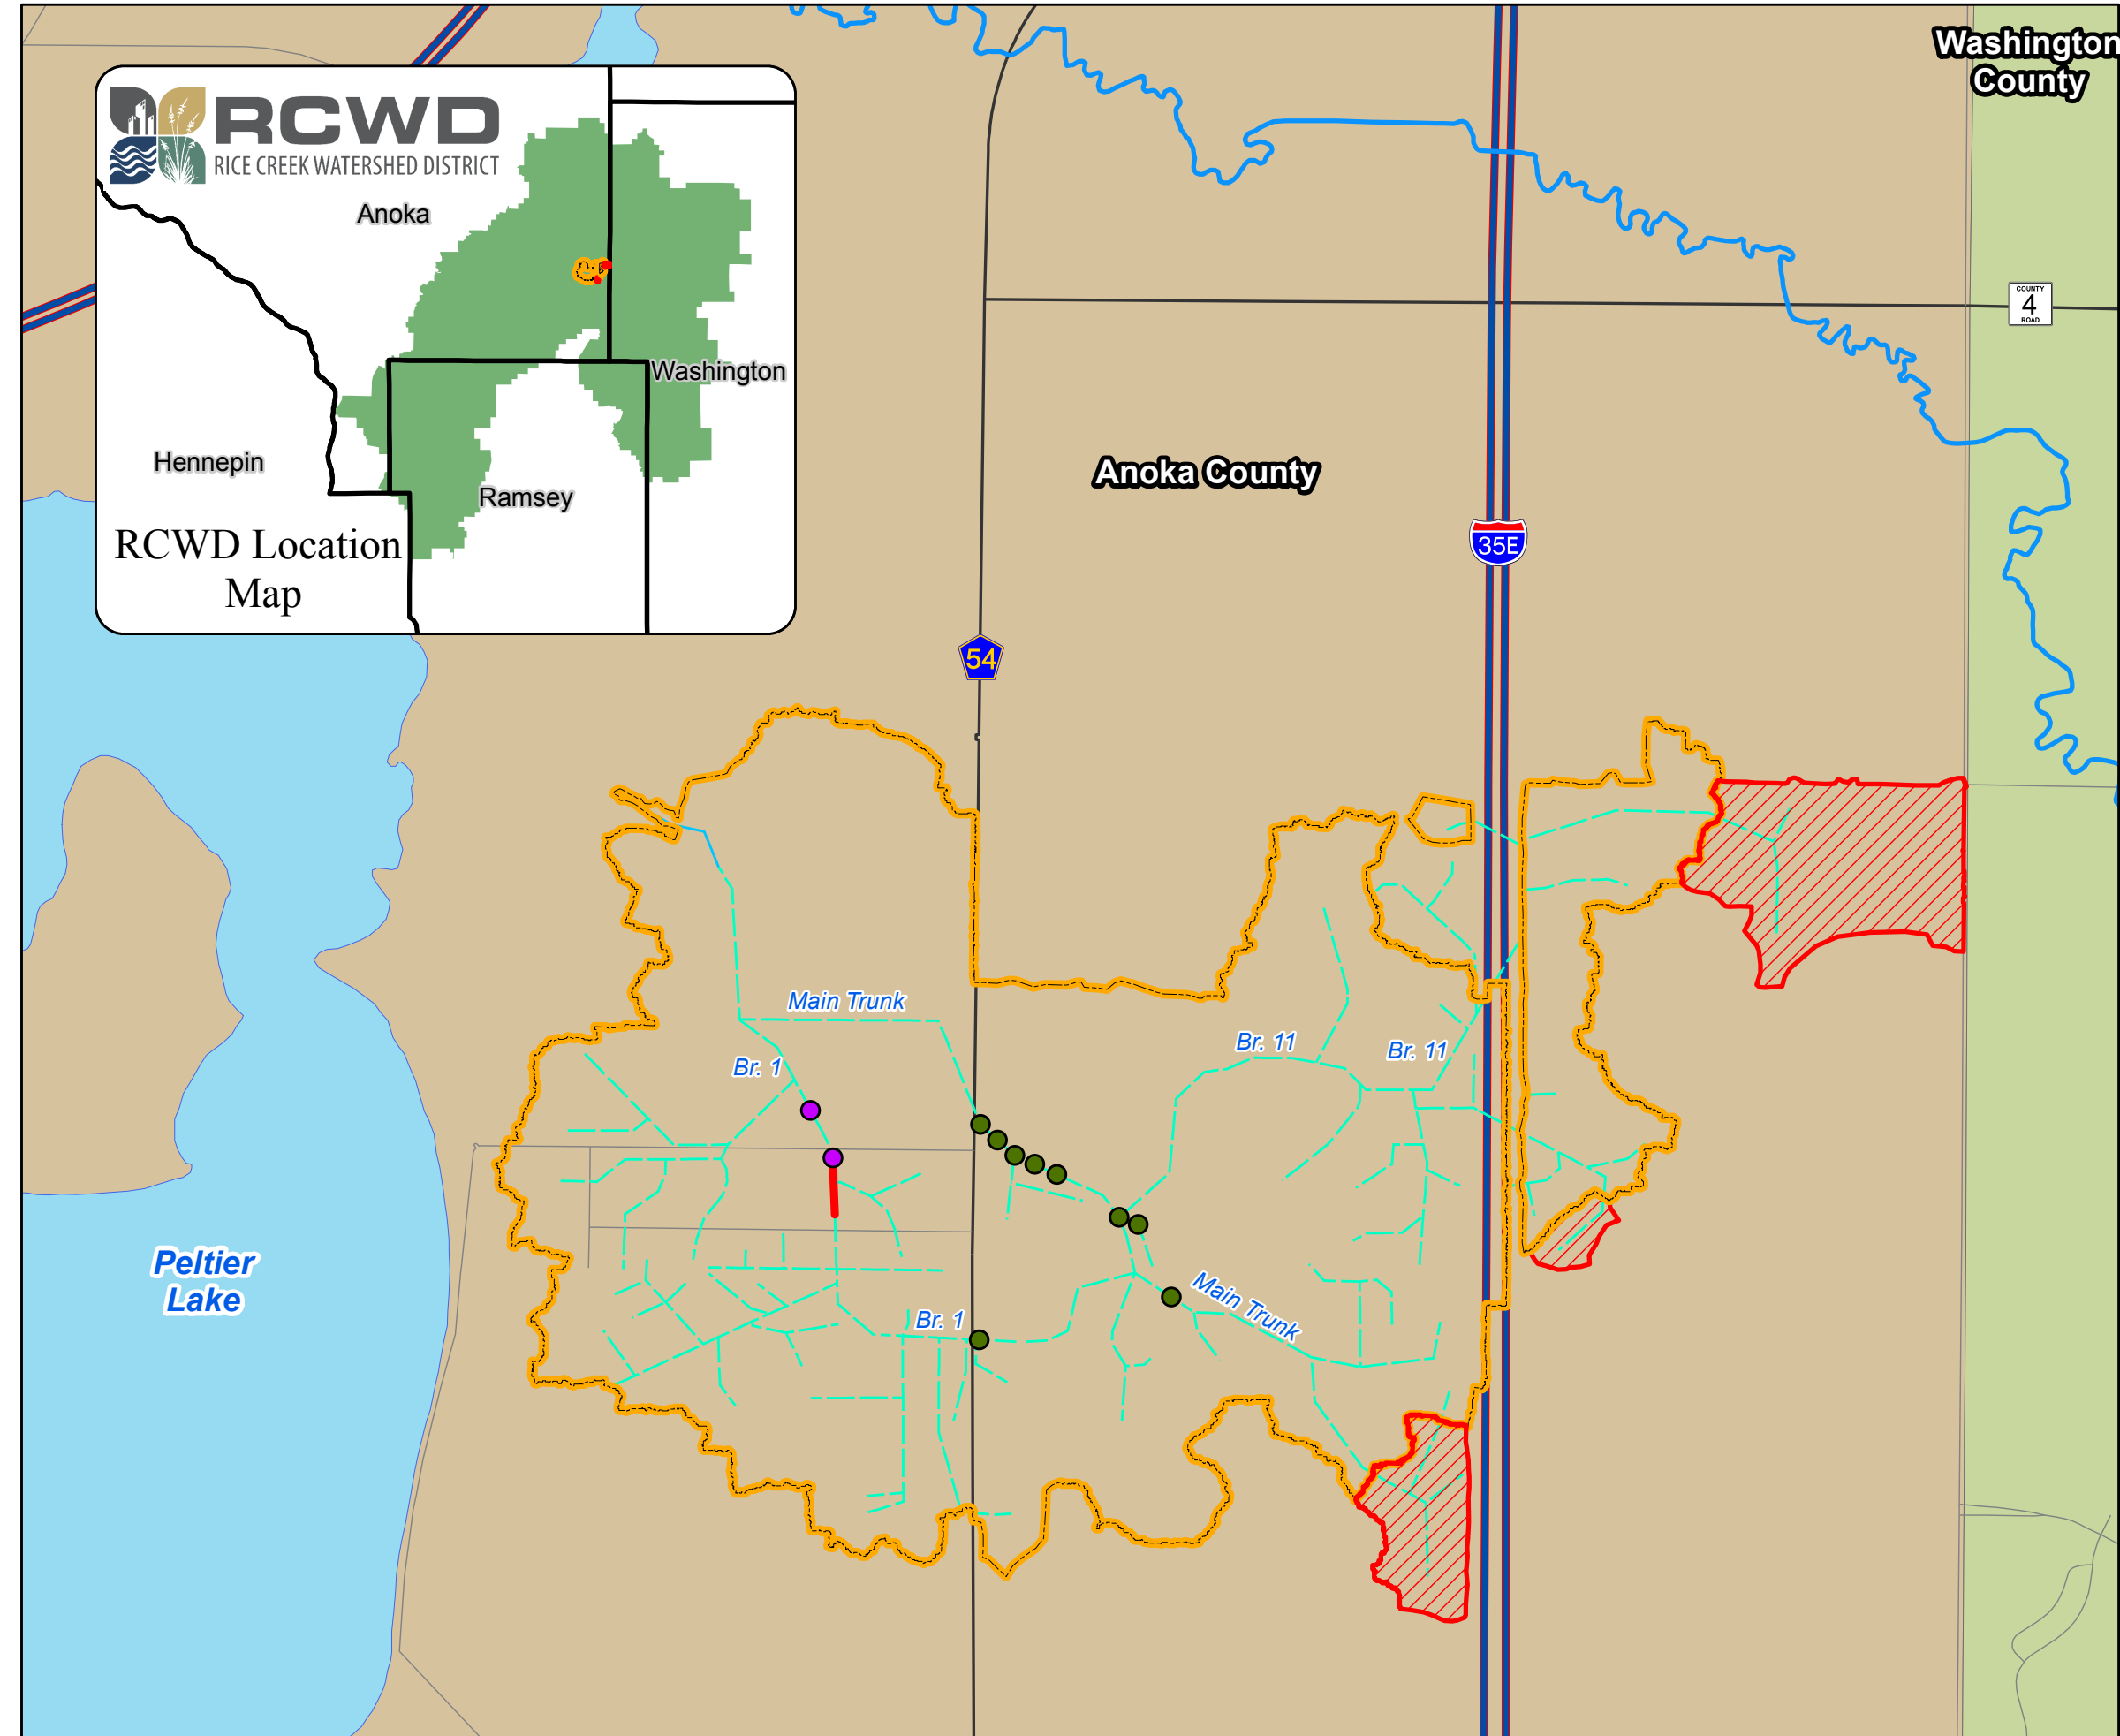 Washington
County
RCWD
RICE CREEK WATERSHED DISTRICT
Anoka
COUNTY
4
ROAD
Washington
Hennepin
Anoka County
Ramsey
RCWD Location
Map
35E
54
Main Trunk
Br. 11
Br. 11
Br. 1
Peltier
Lake
Main Trunk
Br. 1